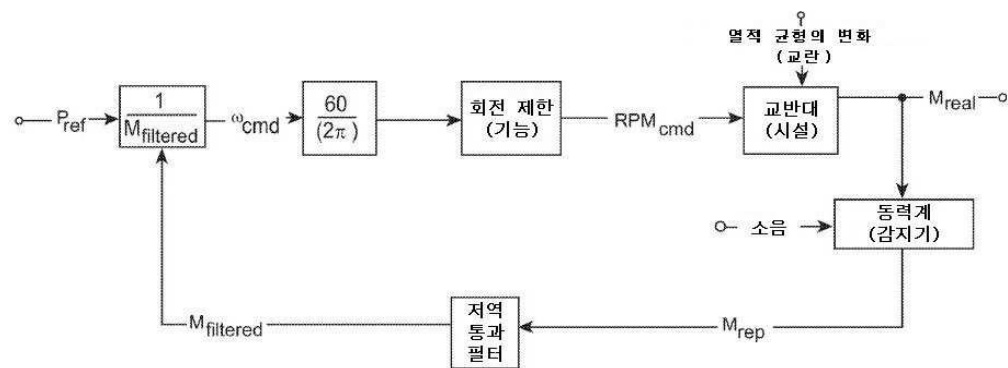 열적 균형의 변화
(교란)
P_ref
1
M_filtered
ω_cmd
60
(2π)
회전 제한
(기능)
RPM_cmd
교반대
(시설)
M_real
소음
동력계
(감지기)
M_filtered
저역
통과
필터
M_rep